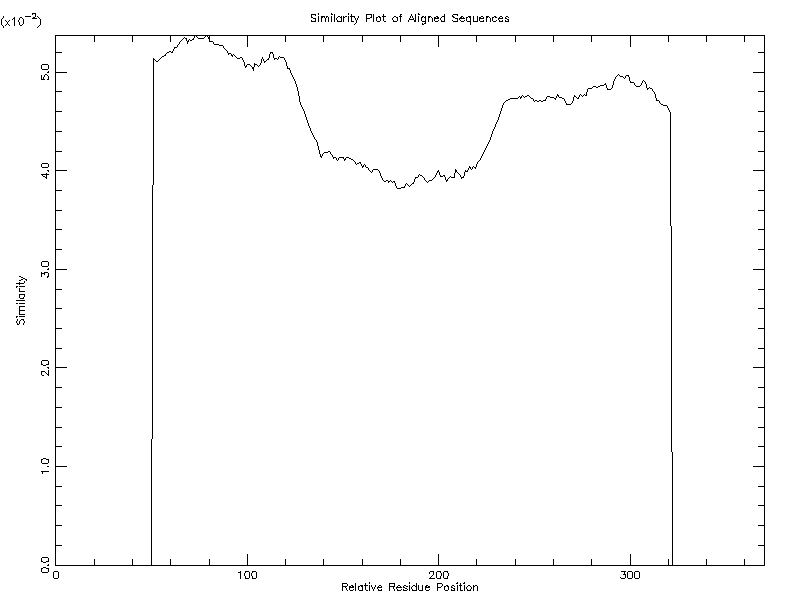 Similarity Plot of Aligned Sequences
(x10⁻²)
5.0
4.0
3.0
2.0
1.0
0.0
Similarity
0 100 200 300
Relative Residue Position